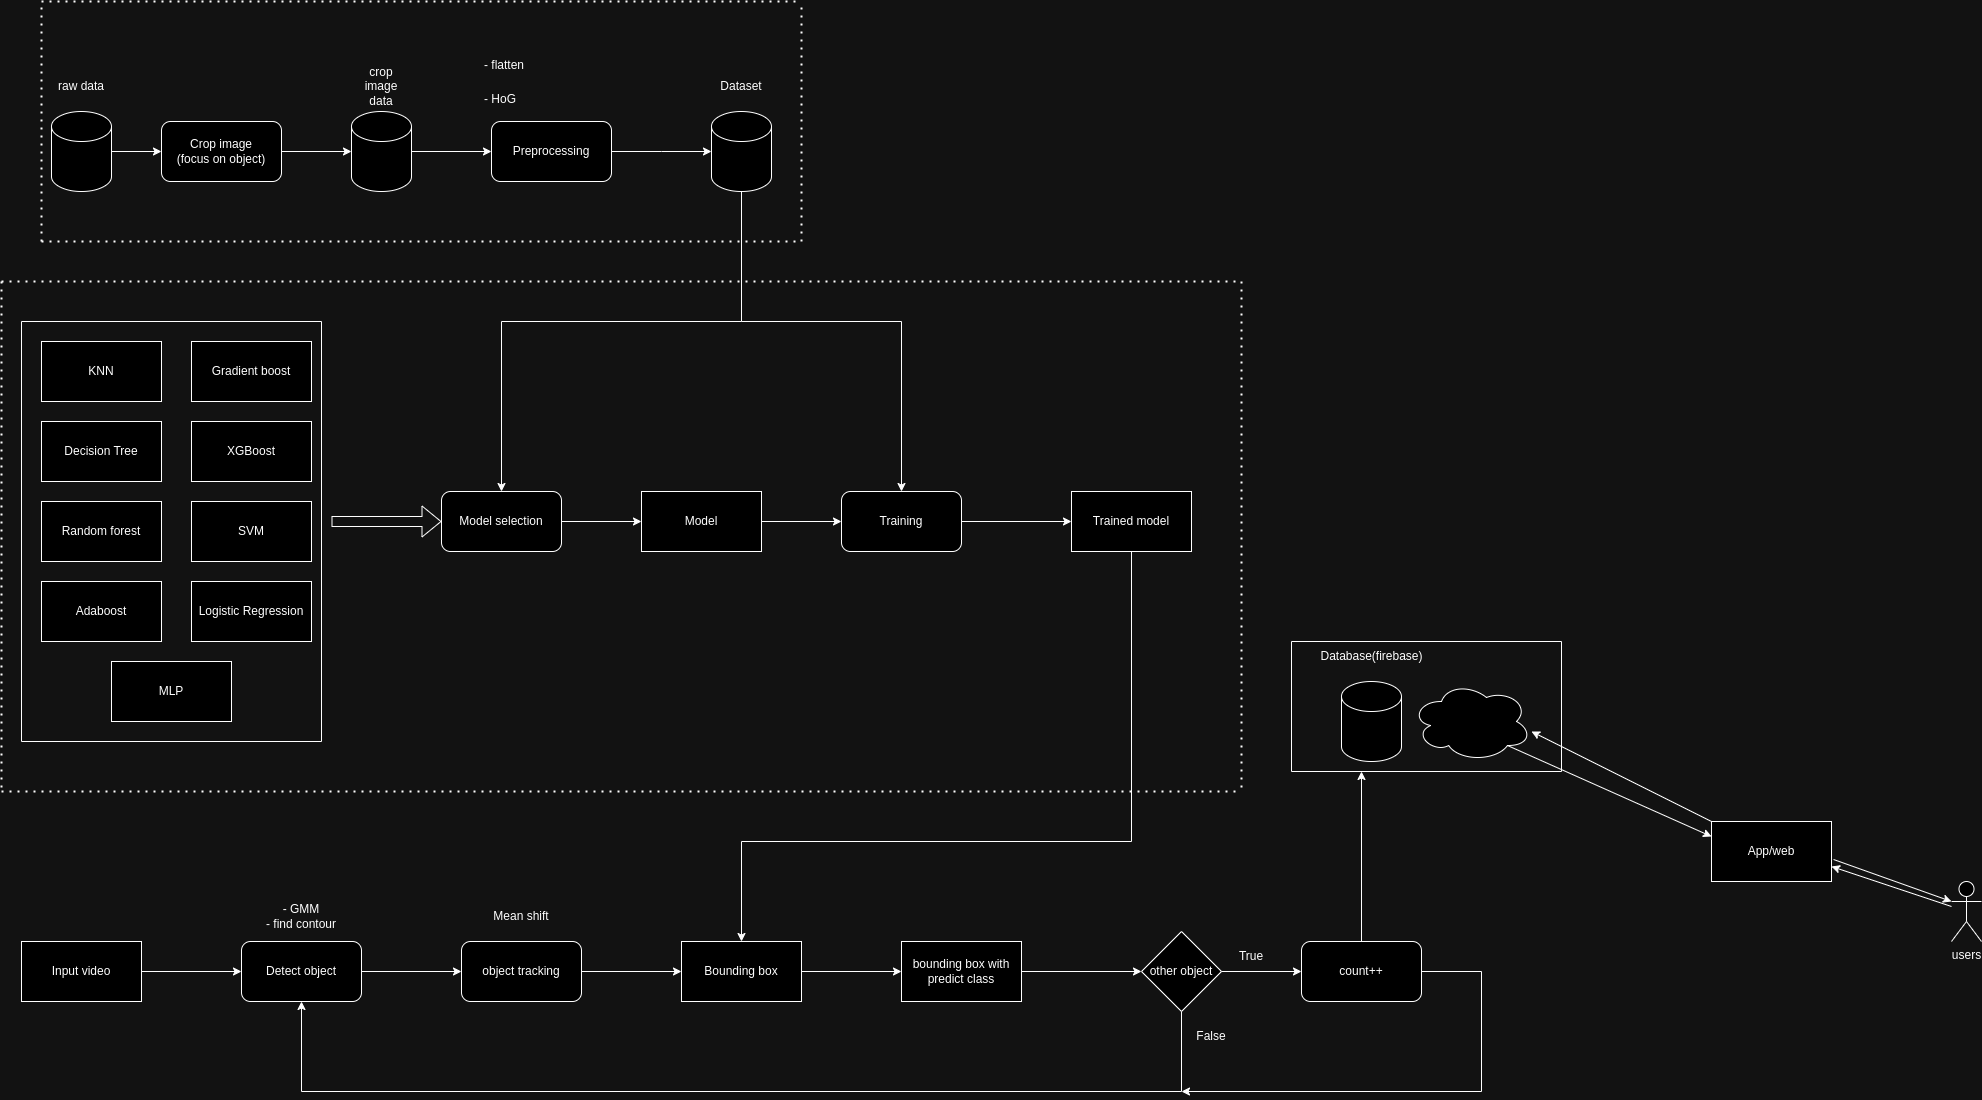 raw data
Crop image
(focus on object)
crop
image
data
- flatten
- HoG
Preprocessing
Dataset
KNN
Gradient boost
Decision Tree
XGBoost
Random forest
SVM
Adaboost
Logistic Regression
MLP
Model selection
Model
Training
Trained model
Database(firebase)
App/web
users
Input video
- GMM
- find contour
Detect object
Mean shift
object tracking
Bounding box
bounding box with
predict class
other object
True
False
count++